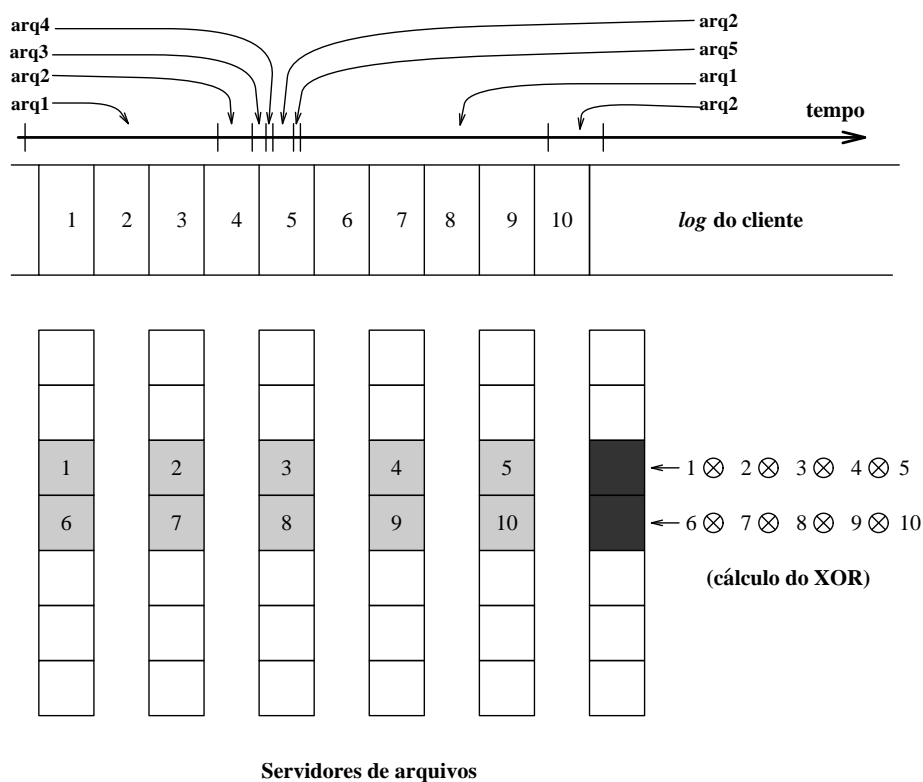 arq4
arq3
arq2
arq1
arq2
arq5
arq1
arq2
tempo
1 2 3 4 5 6 7 8 9 10
log do cliente
1 2 3 4 5
1 ⊗ 2 ⊗ 3 ⊗ 4 ⊗ 5
6 7 8 9 10
6 ⊗ 7 ⊗ 8 ⊗ 9 ⊗ 10
(cálculo do XOR)
Servidores de arquivos